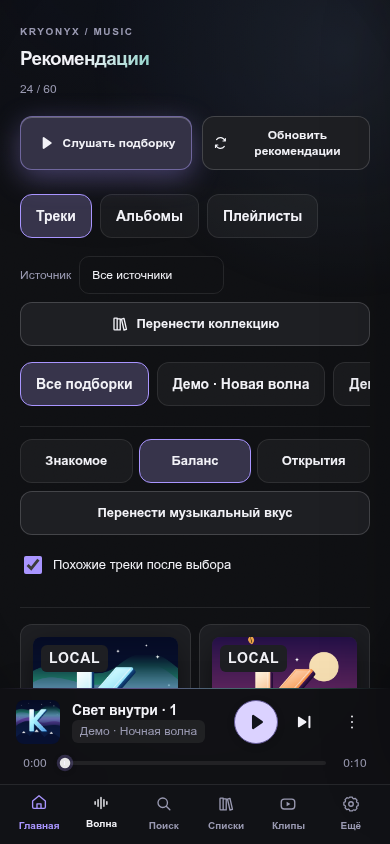 KRYONYX / MUSIC
Рекомендации
24 / 60
Слушать подборку
Обновить
рекомендации
Треки
Альбомы
Плейлисты
Источник
Все источники
Перенести коллекцию
Все подборки
Демо · Новая волна
Знакомое
Баланс
Открытия
Перенести музыкальный вкус
Похожие треки после выбора
LOCAL
LOCAL
K
Свет внутри · 1
Демо · Ночная волна
0:00
0:10
Главная
Волна
Поиск
Списки
Клипы
Ещё